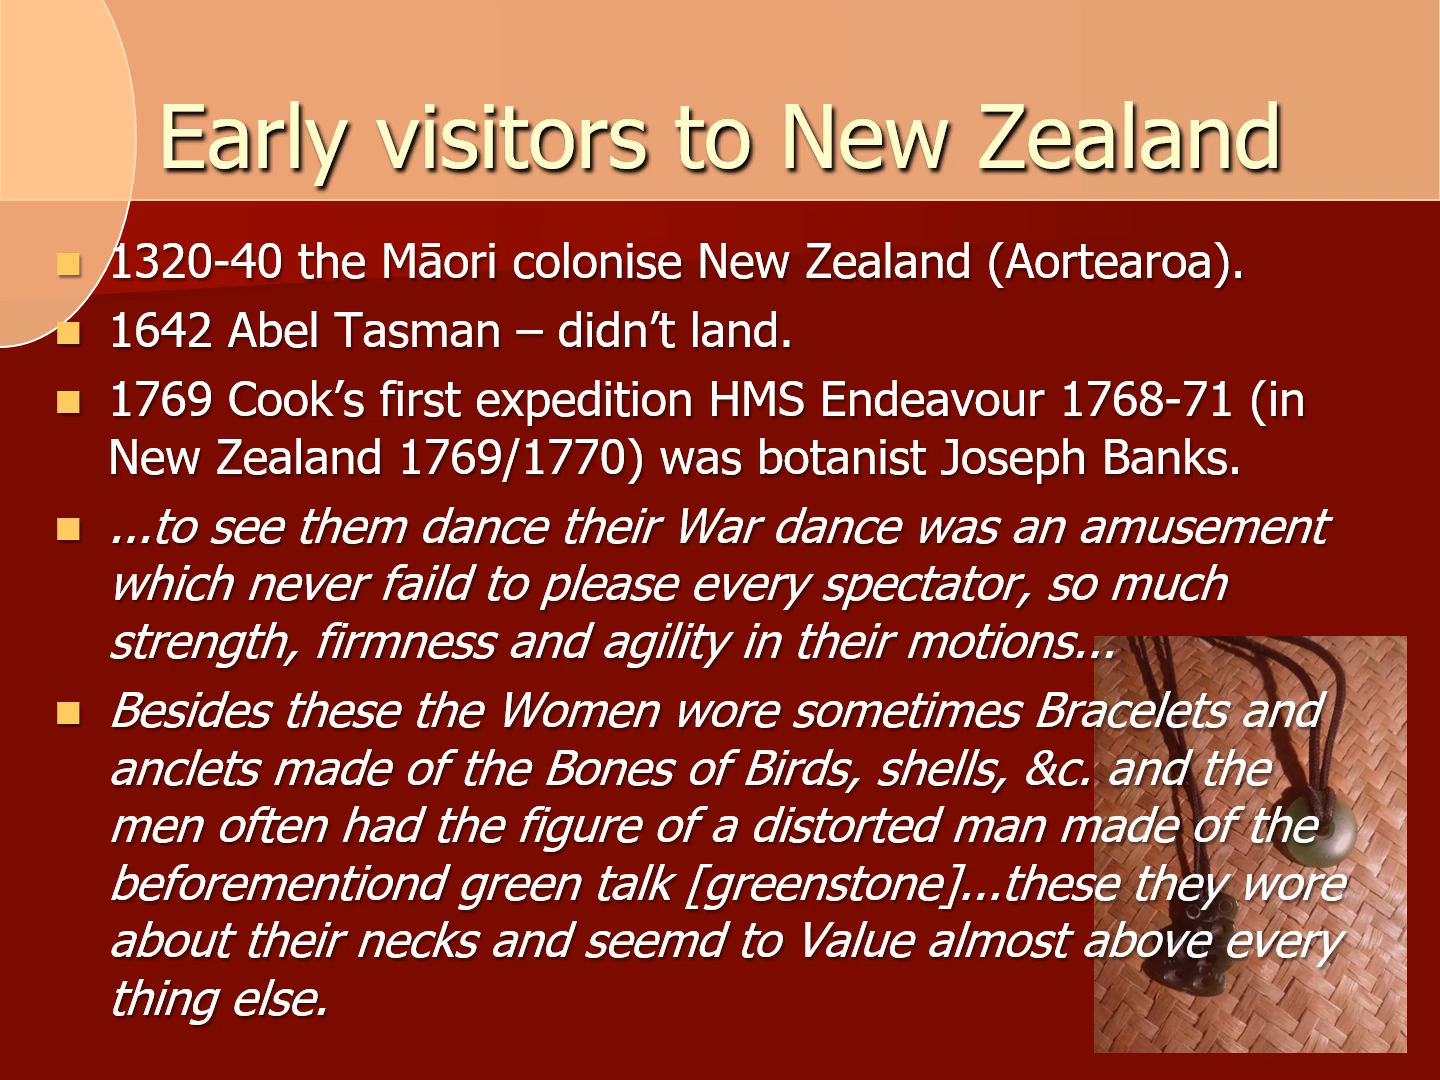 Early visitors to New Zealand
1320-40 the Māori colonise New Zealand (Aortearoa).
1642 Abel Tasman – didn’t land.
1769 Cook’s first expedition HMS Endeavour 1768-71 (in
New Zealand 1769/1770) was botanist Joseph Banks.
...to see them dance their War dance was an amusement
which never faild to please every spectator, so much
strength, firmness and agility in their motions...
Besides these the Women wore sometimes Bracelets and
anclets made of the Bones of Birds, shells, &c. and the
men often had the figure of a distorted man made of the
beforementiond green talk [greenstone]...these they wore
about their necks and seemd to Value almost above every
thing else.